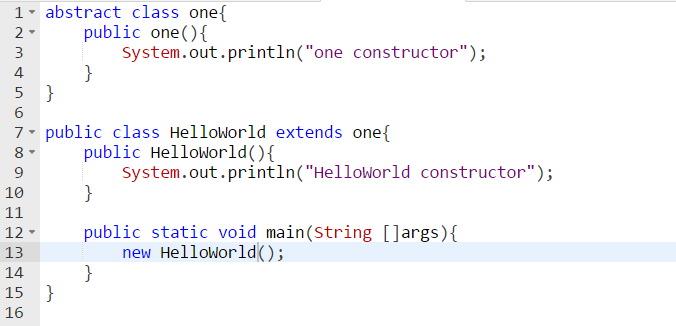 1 abstract class one{
2     public one(){
3         System.out.println("one constructor");
4     }
5 }
6
7 public class HelloWorld extends one{
8     public HelloWorld(){
9         System.out.println("HelloWorld constructor");
10     }
11
12     public static void main(String []args){
13         new HelloWorld();
14     }
15 }
16